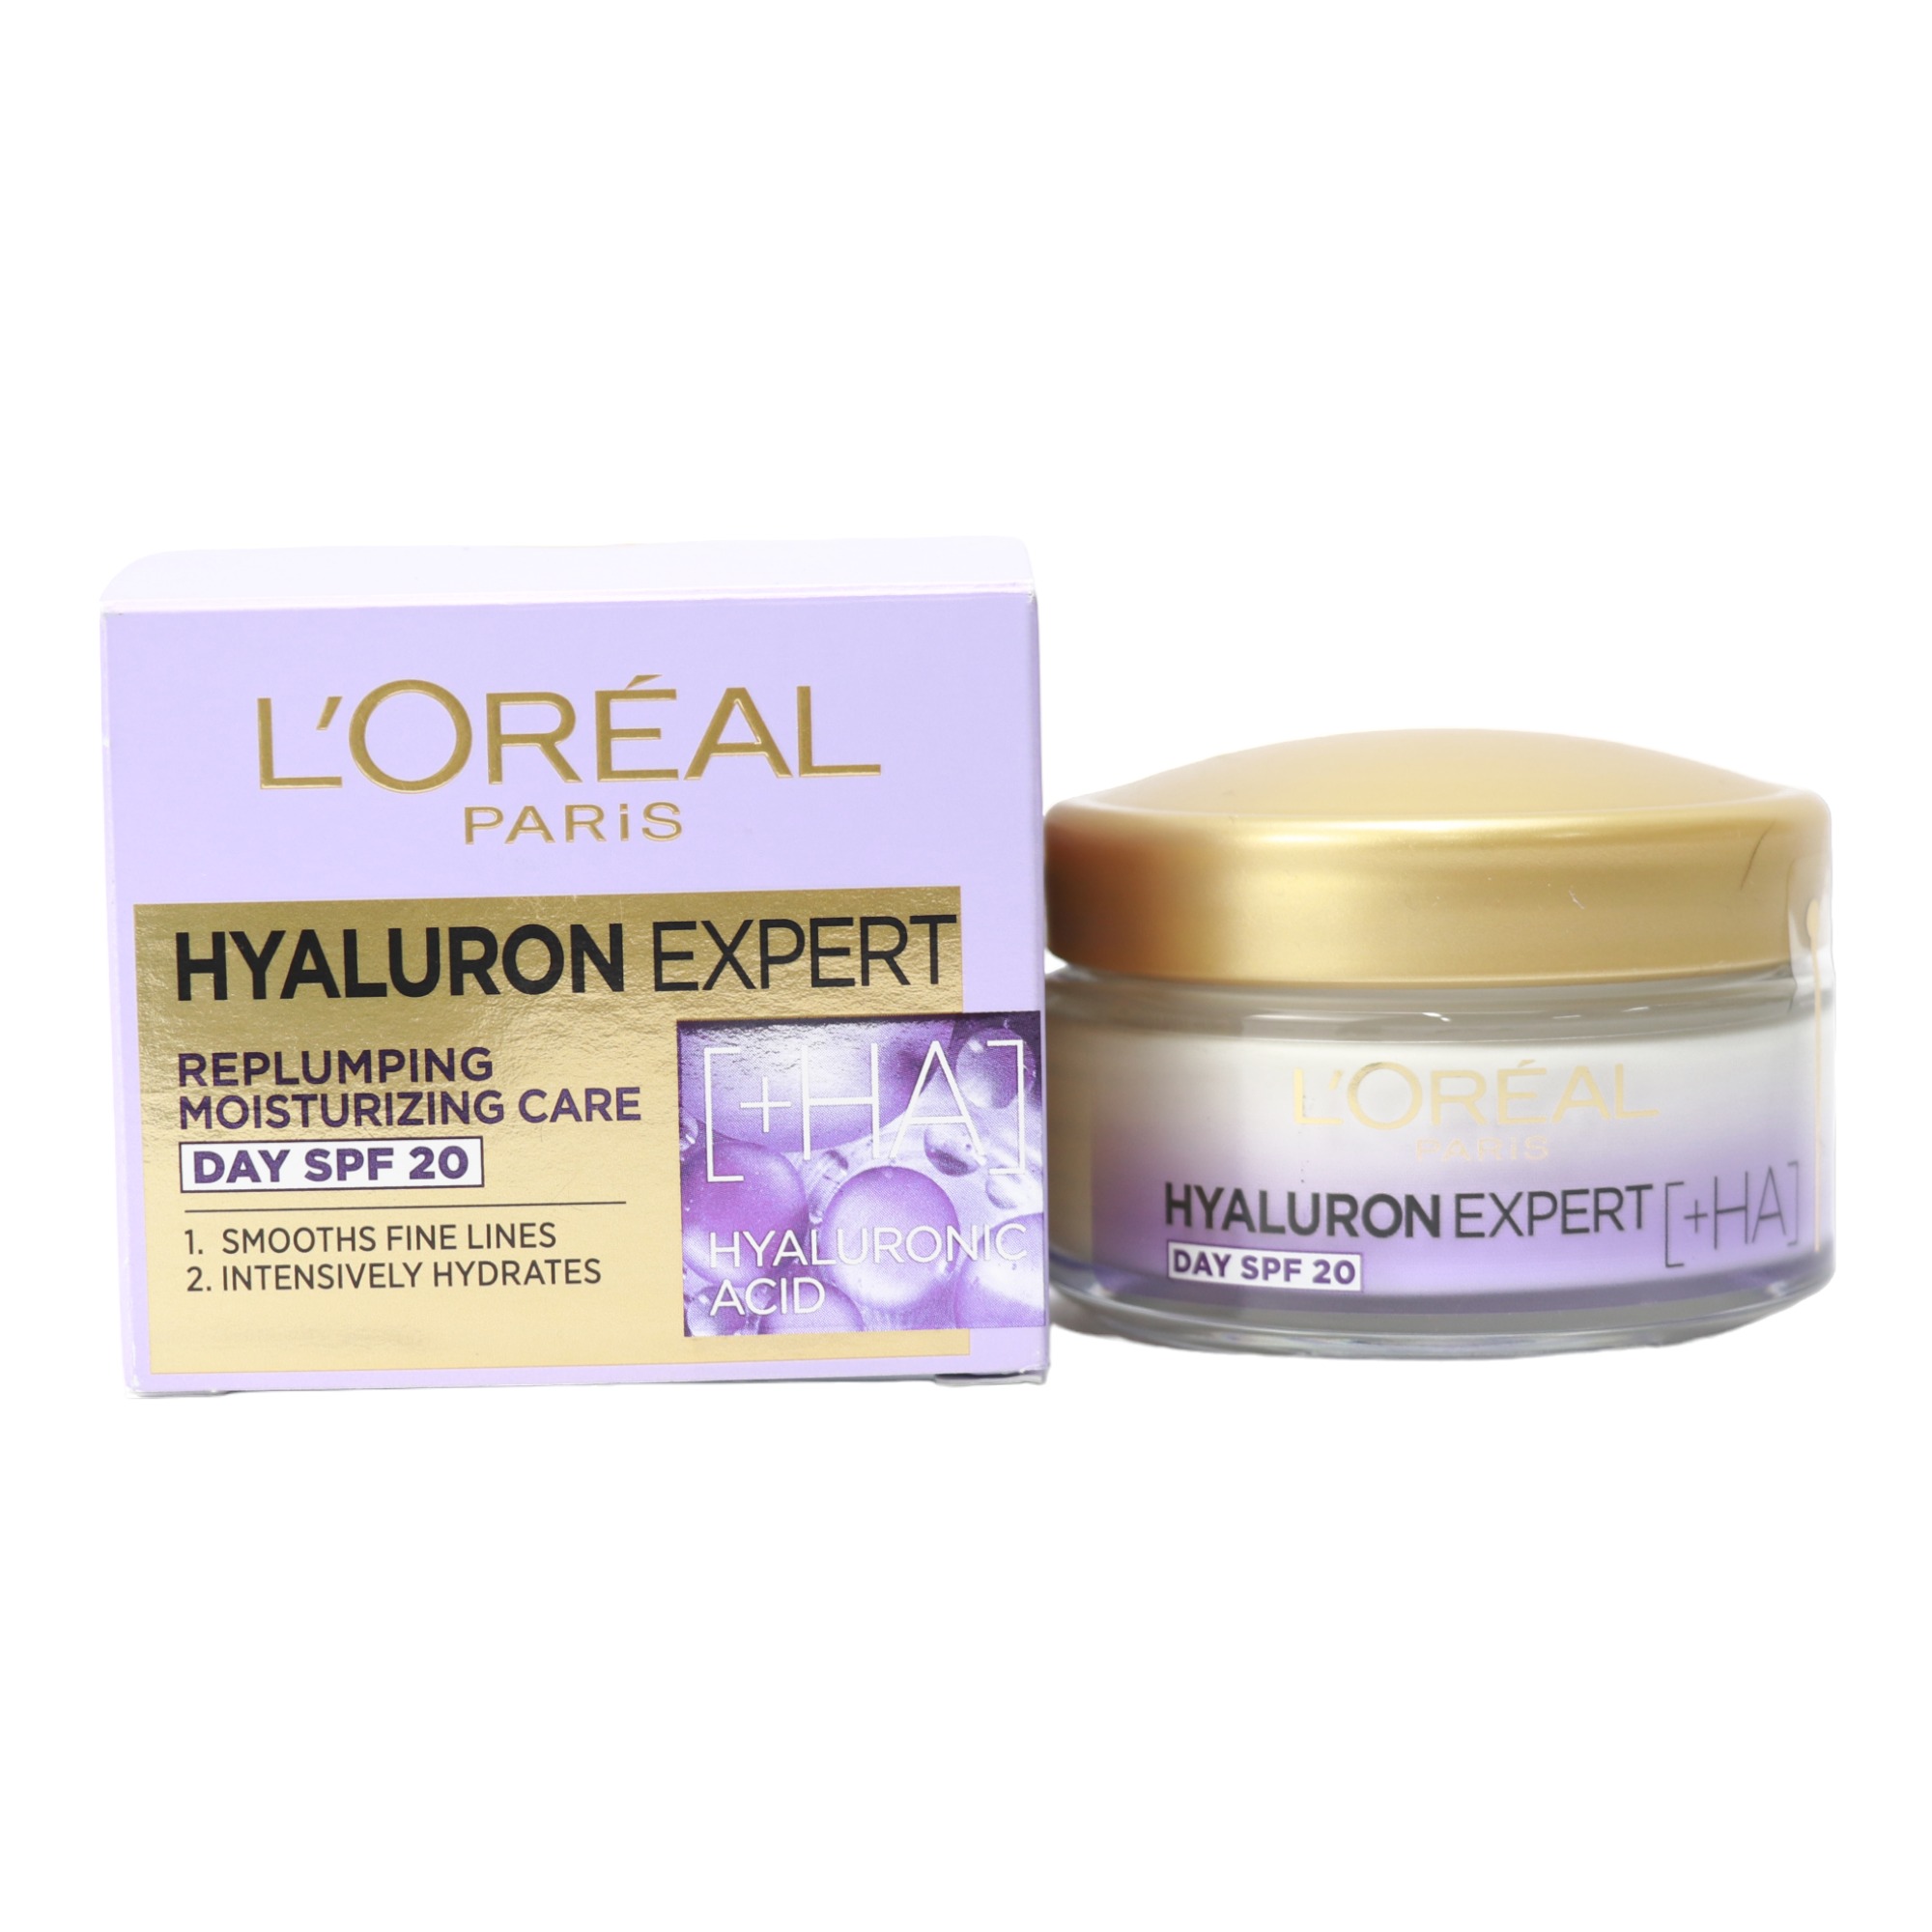 L'ORÉAL
PARiS
HYALURON EXPERT
REPLUMPING
MOISTURIZING CARE
DAY SPF 20
1. SMOOTHS FINE LINES
2. INTENSIVELY HYDRATES
[+HA]
HYALURONIC
ACID
L'ORÉAL
PARIS
HYALURON EXPERT [+HA]
DAY SPF 20